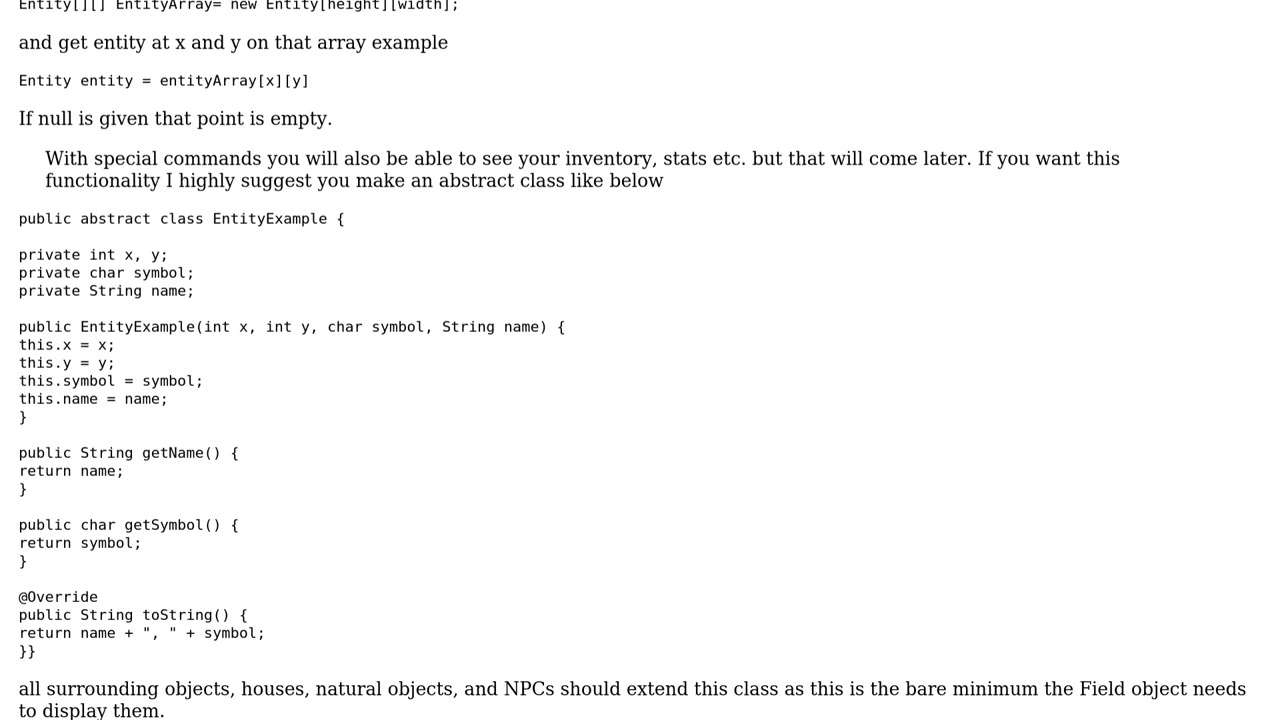 Entity[][] EntityArray= new Entity[height][width];
and get entity at x and y on that array example
Entity entity = entityArray[x][y]
If null is given that point is empty.
With special commands you will also be able to see your inventory, stats etc. but that will come later. If you want this
functionality I highly suggest you make an abstract class like below
public abstract class EntityExample {
private int x, y;
private char symbol;
private String name;
public EntityExample(int x, int y, char symbol, String name) {
this.x = x;
this.y = y;
this.symbol = symbol;
this.name = name;
}
public String getName() {
return name;
}
public char getSymbol() {
return symbol;
}
@Override
public String toString() {
return name + ", " + symbol;
}}
all surrounding objects, houses, natural objects, and NPCs should extend this class as this is the bare minimum the Field object needs
to display them.